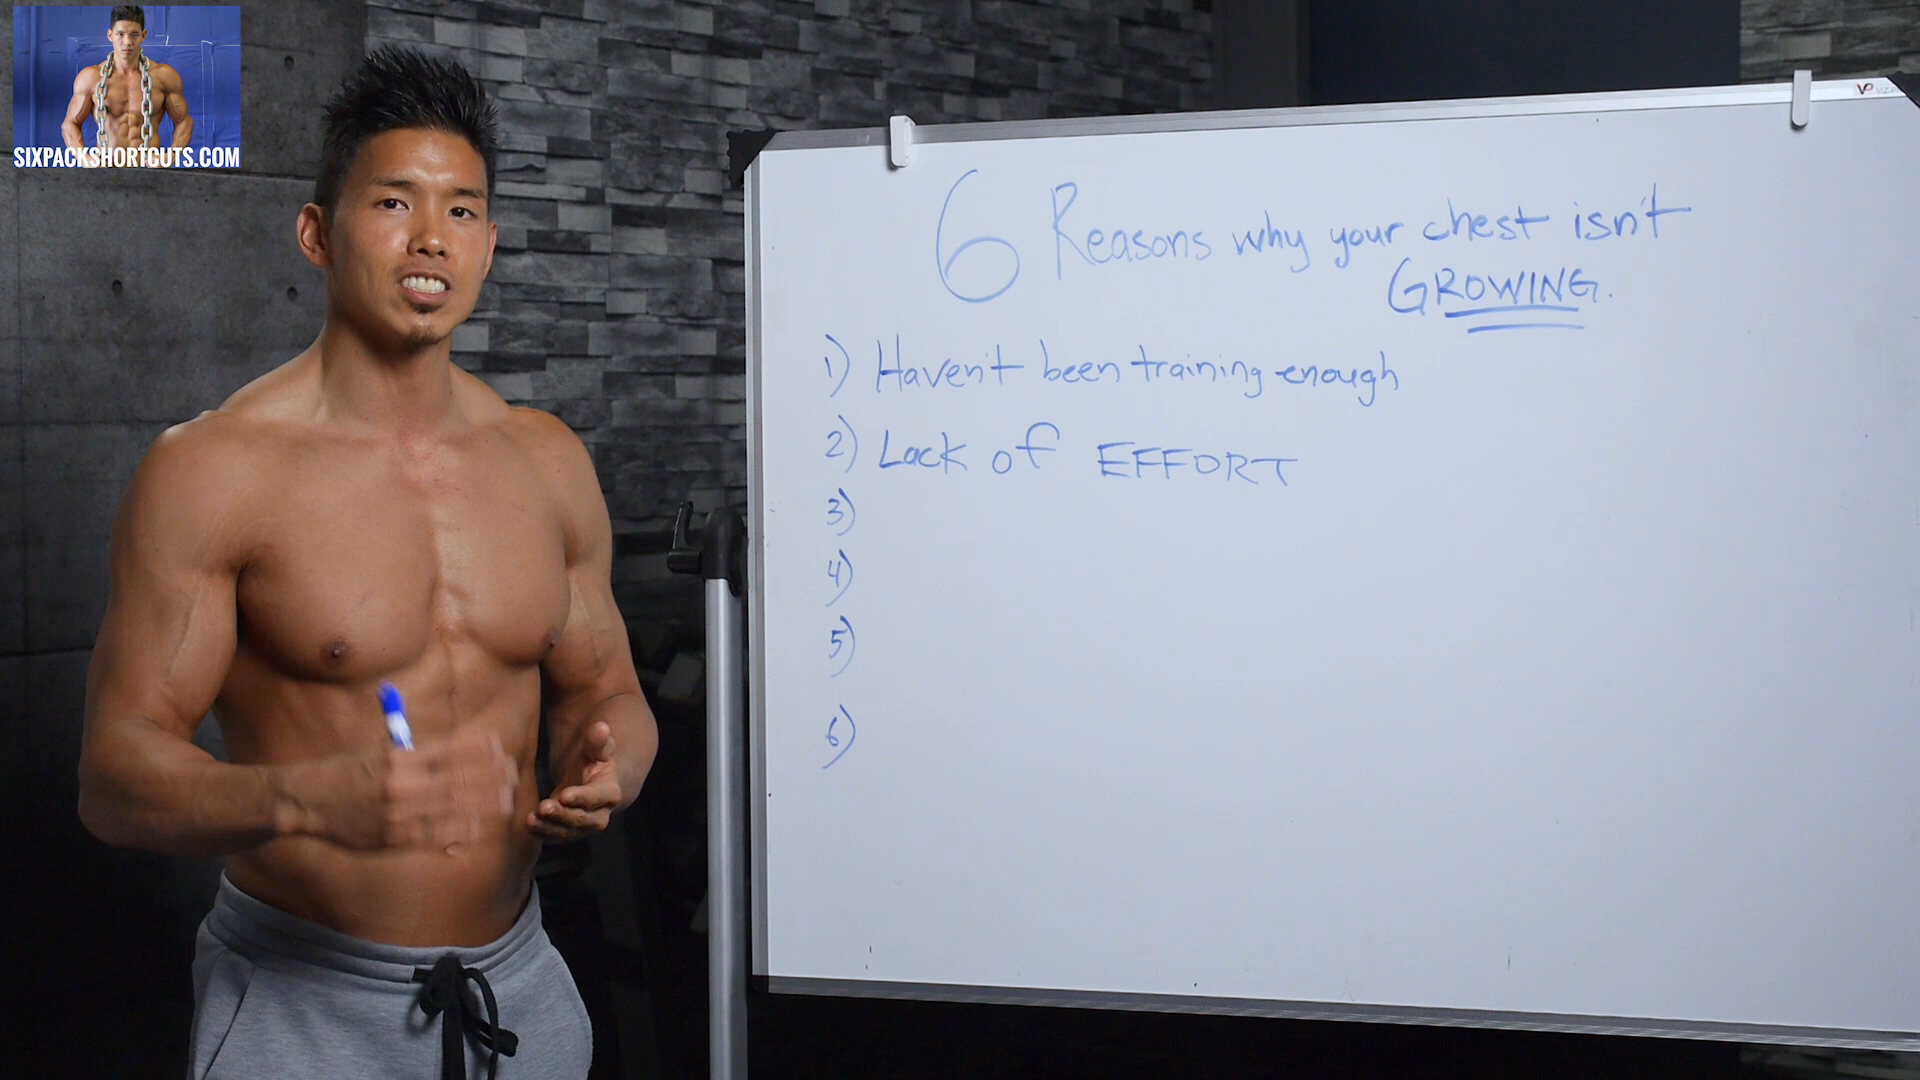 SIXPACKSHORTCUTS.COM
6 Reasons why your chest isn't
GROWING.
1) Haven't been training enough
2) Lack of EFFORT
3)
4)
5)
6)